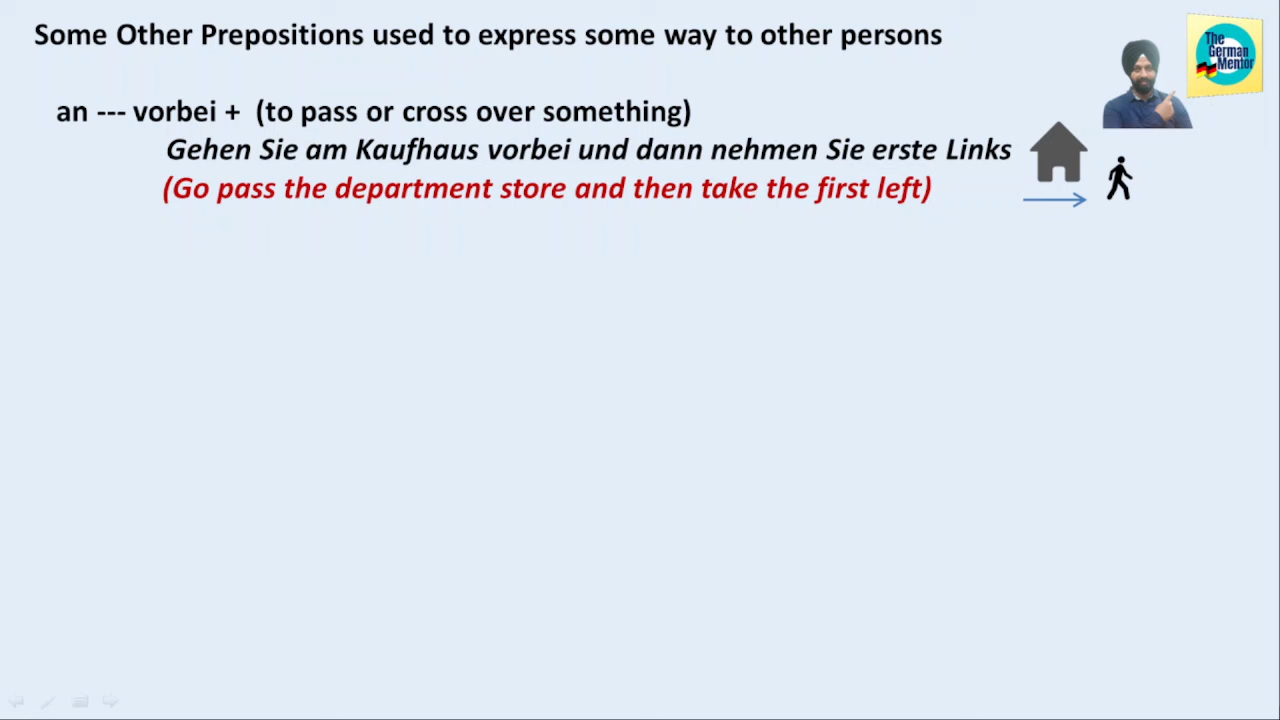 Some Other Prepositions used to express some way to other persons
The
German
Mentor
an --- vorbei + (to pass or cross over something)
Gehen Sie am Kaufhaus vorbei und dann nehmen Sie erste Links
(Go pass the department store and then take the first left)